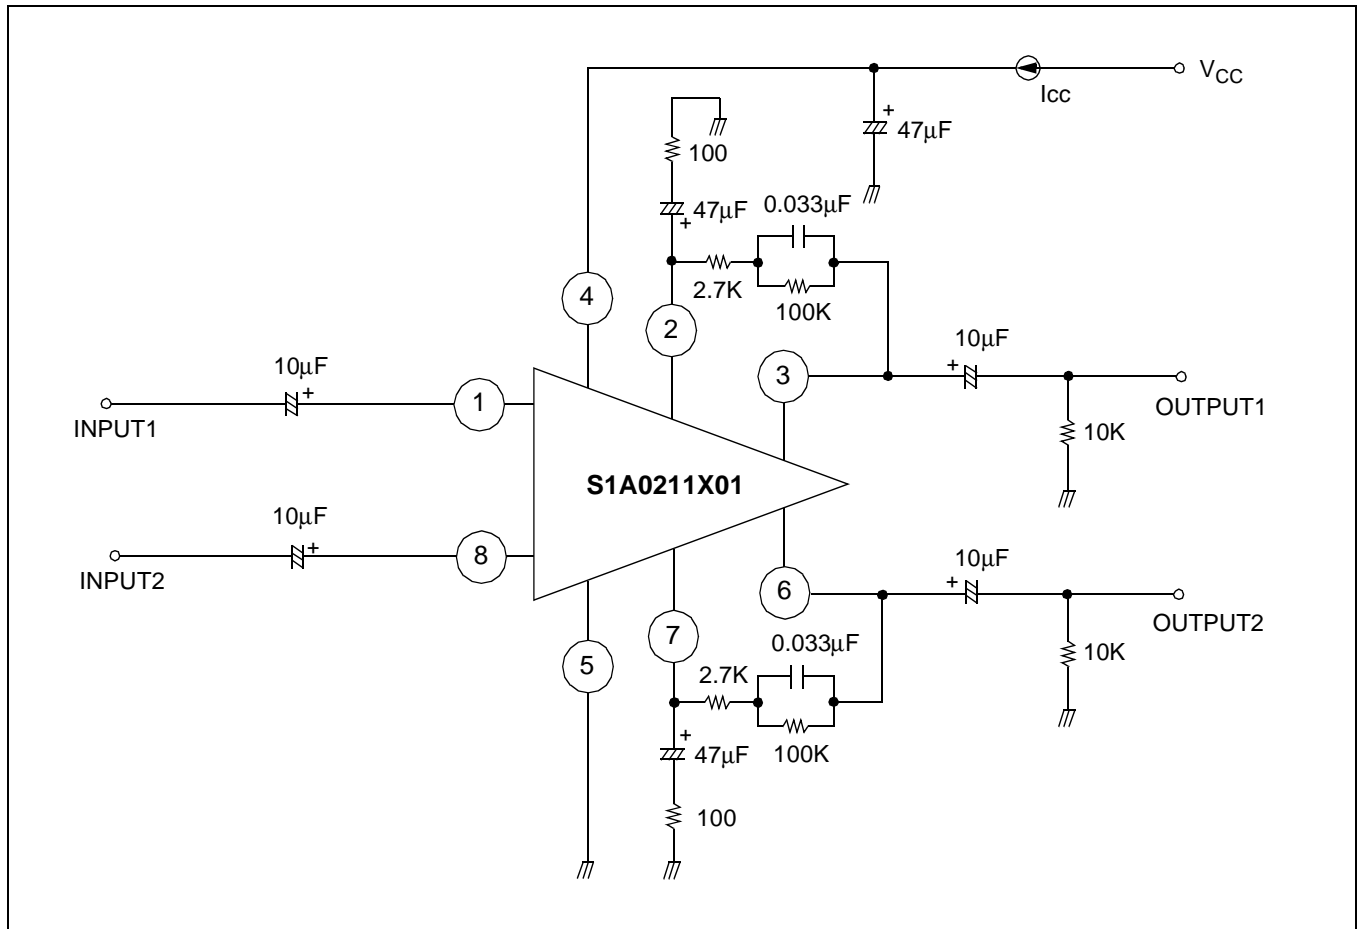 V_CC
Icc
+
47μF
100
47μF
+
0.033μF
2.7K
100K
4
2
10μF
+
1
INPUT1
3
10μF
+
OUTPUT1
10K
S1A0211X01
10μF
+
8
INPUT2
6
10μF
+
OUTPUT2
10K
7
5
0.033μF
2.7K
100K
+
47μF
100